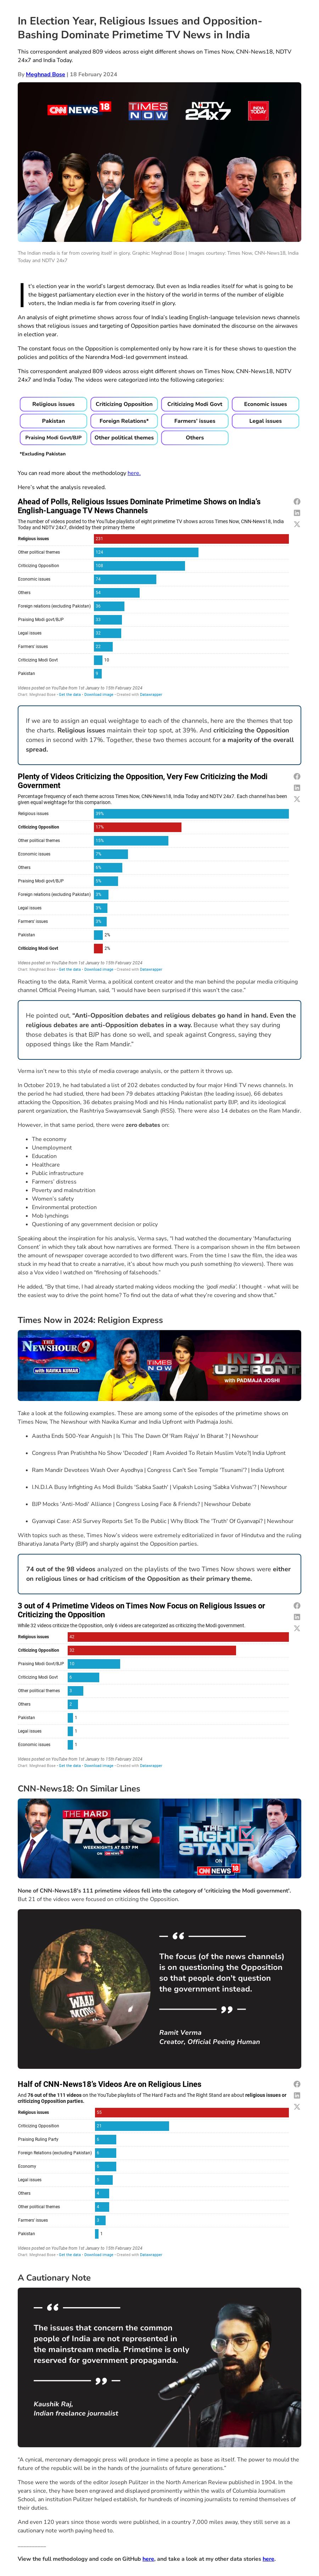 In Election Year, Religious Issues and Opposition-
Bashing Dominate Primetime TV News in India
This correspondent analyzed 809 videos across eight different shows on Times Now, CNN-News18, NDTV
24x7 and India Today.
By Meghnad Bose | 18 February 2024
CNN NEWS 18
TIMES NOW
NDTV 24x7
INDIA TODAY
The Indian media is far from covering itself in glory. Graphic: Meghnad Bose | Images courtesy: Times Now, CNN-News18, India
Today and NDTV 24x7
It's election year in the world's largest democracy. But even as India readies itself for what is going to be
the biggest parliamentary election ever in the history of the world in terms of the number of eligible
voters, the Indian media is far from covering itself in glory.
An analysis of eight primetime shows across four of India's leading English-language television news channels
shows that religious issues and targeting of Opposition parties have dominated the discourse on the airwaves
in election year.
The constant focus on the Opposition is complemented only by how rare it is for these shows to question the
policies and politics of the Narendra Modi-led government instead.
This correspondent analyzed 809 videos across eight different shows on Times Now, CNN-News18, NDTV
24x7 and India Today. The videos were categorized into the following categories:
Religious issues
Criticizing Opposition
Criticizing Modi Govt
Economic issues
Pakistan
Foreign Relations*
Farmers' issues
Legal issues
Praising Modi Govt/BJP
Other political themes
Others
*Excluding Pakistan
You can read more about the methodology here.
Here's what the analysis revealed.
Ahead of Polls, Religious Issues Dominate Primetime Shows on India's
English-Language TV News Channels
The number of videos posted to the YouTube playlists of eight primetime TV shows across Times Now, CNN-News18, India
Today and NDTV 24x7, divided by their primary theme
Religious issues 231
Other political themes 124
Criticizing Opposition 108
Economic issues 74
Others 54
Foreign relations (excluding Pakistan) 36
Praising Modi govt/BJP 33
Legal issues 32
Farmers' issues 22
Criticizing Modi Govt 10
Pakistan
Videos posted on YouTube from 1st January to 15th February 2024
Chart: Meghnad Bose • Get the data • Download image • Created with Datawrapper
If we are to assign an equal weightage to each of the channels, here are the themes that top
the charts. Religious issues maintain their top spot, at 39%. And criticizing the Opposition
comes in second with 17%. Together, these two themes account for a majority of the overall
spread.
Plenty of Videos Criticizing the Opposition, Very Few Criticizing the Modi
Government
Percentage frequency of each theme across Times Now, CNN-News18, India Today and NDTV 24x7. Each channel has been
given equal weightage for this comparison.
Religious issues 39%
Criticizing Opposition 17%
Other political themes 15%
Economic issues 7%
Others 6%
Praising Modi govt/BJP 5%
Foreign relations (excluding Pakistan) 3%
Legal issues 3%
Farmers' issues 3%
Pakistan 2%
Criticizing Modi Govt 2%
Videos posted on YouTube from 1st January to 15th February 2024
Chart: Meghnad Bose • Get the data • Download image • Created with Datawrapper
Reacting to the data, Ramit Verma, a political content creator and the man behind the popular media critiquing
channel Official Peeing Human, said, "I would have been surprised if this wasn't the case."
He pointed out, "Anti-Opposition debates and religious debates go hand in hand. Even the
religious debates are anti-Opposition debates in a way. Because what they say during
those debates is that BJP has done so well, and speak against Congress, saying they
opposed things like the Ram Mandir."
Verma isn't new to this style of media coverage analysis, or the pattern it throws up.
In October 2019, he had tabulated a list of 202 debates conducted by four major Hindi TV news channels. In
the period he had studied, there had been 79 debates attacking Pakistan (the leading issue), 66 debates
attacking the Opposition, 36 debates praising Modi and his Hindu nationalist party BJP, and its ideological
parent organization, the Rashtriya Swayamsevak Sangh (RSS). There were also 14 debates on the Ram Mandir.
However, in that same period, there were zero debates on:
• The economy
• Unemployment
• Education
• Healthcare
• Public infrastructure
• Farmers' distress
• Poverty and malnutrition
• Women's safety
• Environmental protection
• Mob lynchings
• Questioning of any government decision or policy
Speaking about the inspiration for his analysis, Verma says, "I had watched the documentary 'Manufacturing
Consent' in which they talk about how narratives are formed. There is a comparison shown in the film between
the amount of newspaper coverage accorded to two different wars. From the time I saw the film, the idea was
stuck in my head that to create a narrative, it's about how much you push something (to viewers). There was
also a Vox video I watched on "finfreezing of falsehoods."
He added, "By that time, I had already started making videos mocking the 'godi media'. I thought - what will be
the easiest way to drive the point home? To find out the data of what they're covering and show that."
Times Now in 2024: Religion Express
THE NEWSHOUR 9
with NAVIKA KUMAR
TIMES NOW
INDIA UPFRONT
WITH PADMAJA JOSHI
Take a look at the following examples. These are among some of the episodes of the primetime shows on
Times Now, The Newshour with Navika Kumar and India Upfront with Padmaja Joshi.
• Aastha Ends 500-Year Anguish | Is This The Dawn Of 'Ram Rajya' In Bharat ? | Newshour
• Congress Pran Pratishtha No Show 'Decoded' | Ram Avoided To Retain Muslim Vote?| India Upfront
• Ram Mandir Devotees Wash Over Ayodhya | Congress Can't See Temple 'Tsunami'? | India Upfront
• I.N.D.I.A Busy Infighting As Modi Builds 'Sabka Saath' | Vipaksh Losing 'Sabka Vishwas'? | Newshour
• BJP Mocks 'Anti-Modi' Alliance | Congress Losing Face & Friends? | Newshour Debate
• Gyanvapi Case: ASI Survey Reports Set To Be Public | Why Block The 'Truth' Of Gyanvapi? | Newshour
With topics such as these, Times Now's videos were extremely editorialized in favor of Hindutva and the ruling
Bharatiya Janata Party (BJP) and sharply against the Opposition parties.
74 out of the 98 videos analyzed on the playlists of the two Times Now shows were either
on religious lines or had criticism of the Opposition as their primary theme.
3 out of 4 Primetime Videos on Times Now Focus on Religious Issues or
Criticizing the Opposition
While 32 videos criticize the Opposition, only 6 videos are categorized as criticizing the Modi government.
Religious issues 42
Criticizing Opposition 32
Praising Modi Govt/BJP 10
Criticizing Modi Govt 6
Other political themes 3
Others 2
Pakistan 1
Legal issues 1
Economic issues 1
Videos posted on YouTube from 1st January to 15th February 2024
Chart: Meghnad Bose • Get the data • Download image • Created with Datawrapper
CNN-News18: On Similar Lines
THE HARD FACTS
WEEKNIGHTS AT 6:57 PM
ON CNN NEWS 18
THE RIGHT STAND
ON
CNN NEWS 18
None of CNN-News18's 111 primetime videos fell into the category of 'criticizing the Modi government'.
But 21 of the videos were focused on criticizing the Opposition.
The focus (of the news channels)
is on questioning the Opposition
so that people don't question
the government instead.
Ramit Verma
Creator, Official Peeing Human
Half of CNN-News18's Videos Are on Religious Lines
And 76 out of the 111 videos on the YouTube playlists of The Hard Facts and The Right Stand are about religious issues or
criticizing Opposition parties.
Religious issues 55
Criticizing Opposition 21
Praising Ruling Party
Foreign Relations (excluding Pakistan)
Economy
Legal issues
Others 4
Other political themes 4
Farmers' issues 3
Pakistan 1
Videos posted on YouTube from 1st January to 15th February 2024
Chart: Meghnad Bose • Get the data • Download image • Created with Datawrapper
A Cautionary Note
The issues that concern the common
people of India are not represented in
the mainstream media. Primetime is only
reserved for government propaganda.
Kaushik Raj,
Indian freelance journalist
"A cynical, mercenary demagogic press will produce in time a people as base as itself. The power to mould the
future of the republic will be in the hands of the journalists of future generations."
Those were the words of the editor Joseph Pulitzer in the North American Review published in 1904. In the
years since, they have been engraved and displayed prominently within the walls of Columbia Journalism
School, an institution Pulitzer helped establish, for hundreds of incoming journalists to remind themselves of
their duties.
And even 120 years since those words were published, in a country 7,000 miles away, they still serve as a
cautionary note worth paying heed to.
View the full methodology and code on GitHub here, and take a look at my other data stories here.